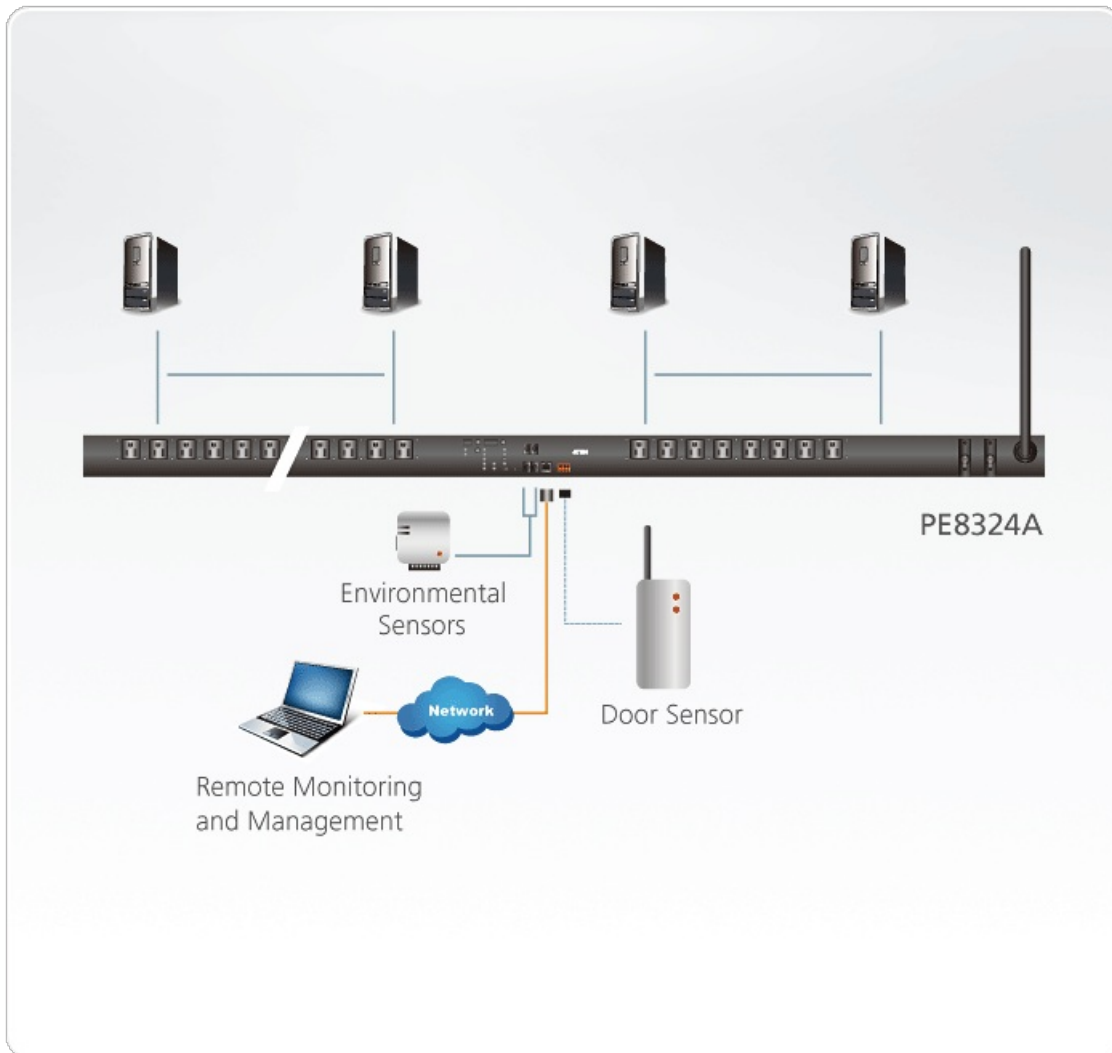 PE8324A
Environmental
Sensors
Network
Door Sensor
Remote Monitoring
and Management